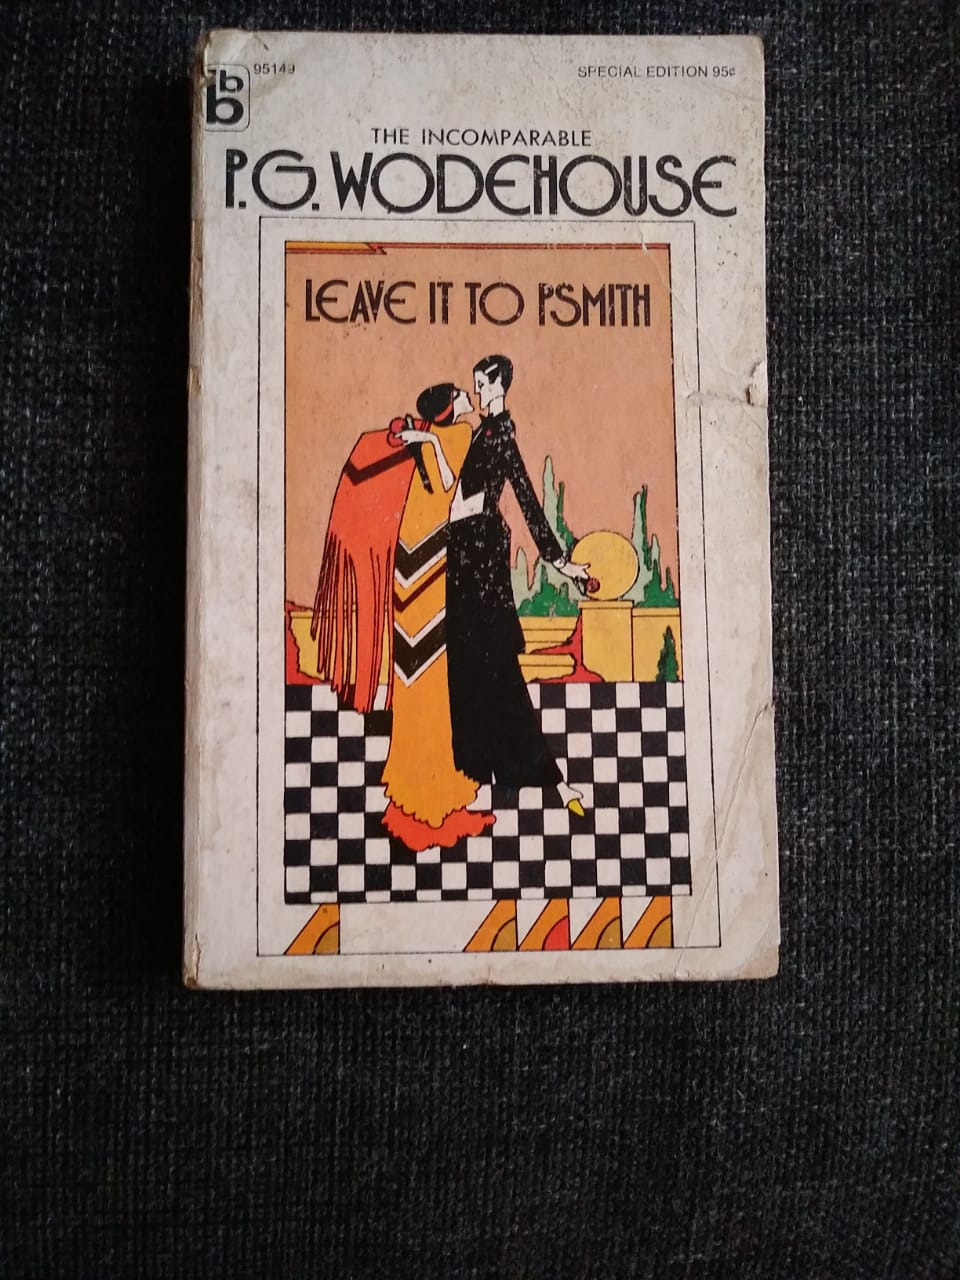 95149
SPECIAL EDITION 95¢
bb
THE INCOMPARABLE
P.G. WODEHOUSE
LEAVE IT TO PSMITH